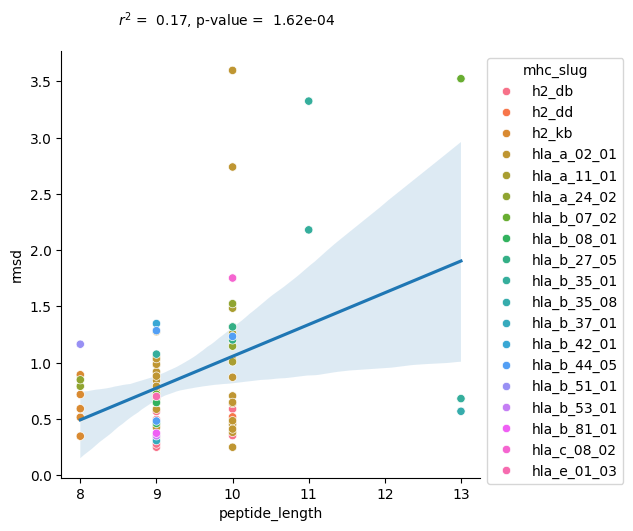 r² = 0.17, p-value = 1.62e-04
mhc_slug
h2_db
h2_dd
h2_kb
hla_a_02_01
hla_a_11_01
hla_a_24_02
hla_b_07_02
hla_b_08_01
hla_b_27_05
hla_b_35_01
hla_b_35_08
hla_b_37_01
hla_b_42_01
hla_b_44_05
hla_b_51_01
hla_b_53_01
hla_b_81_01
hla_c_08_02
hla_e_01_03
rmsd
3.5
3.0
2.5
2.0
1.5
1.0
0.5
0.0
8 9 10 11 12 13
peptide_length